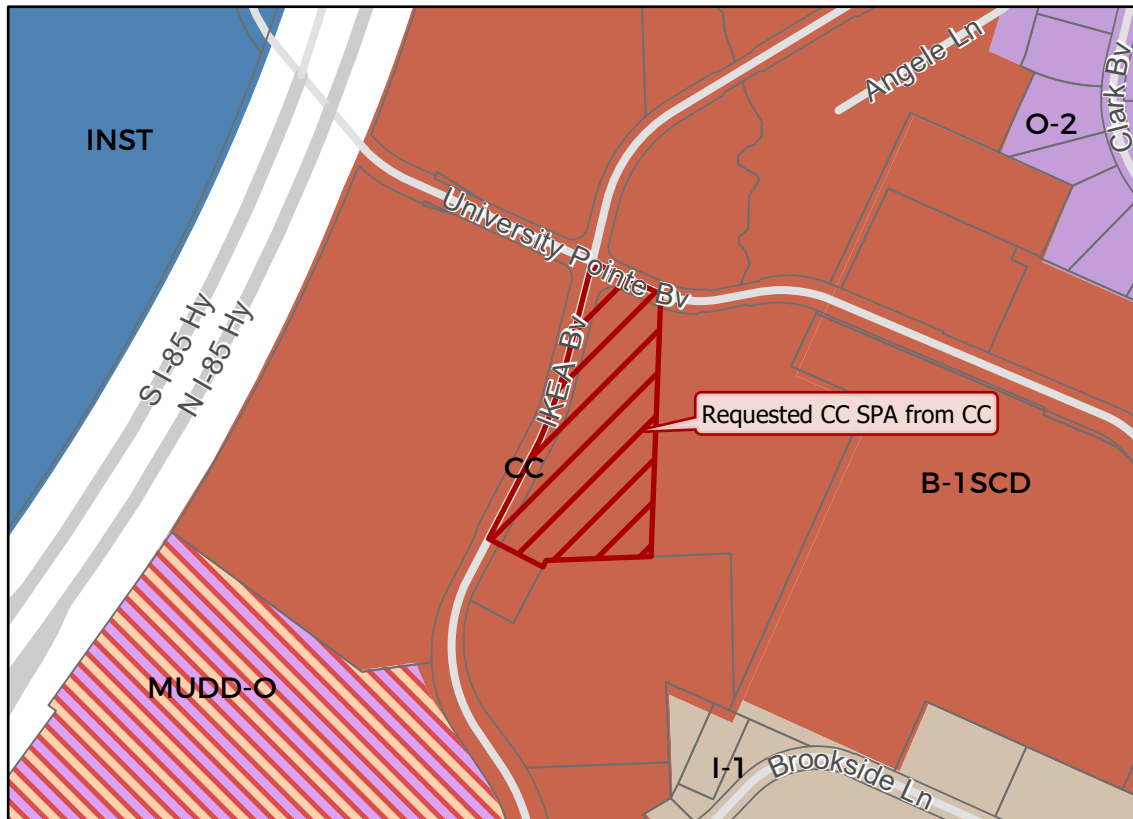 Angele Ln
INST
O-2
Clark Bv
University Pointe Bv
S I-85 Hy
N I-85 Hy
IKEA Bv
Requested CC SPA from CC
CC
B-1SCD
MUDD-O
I-1
Brookside Ln